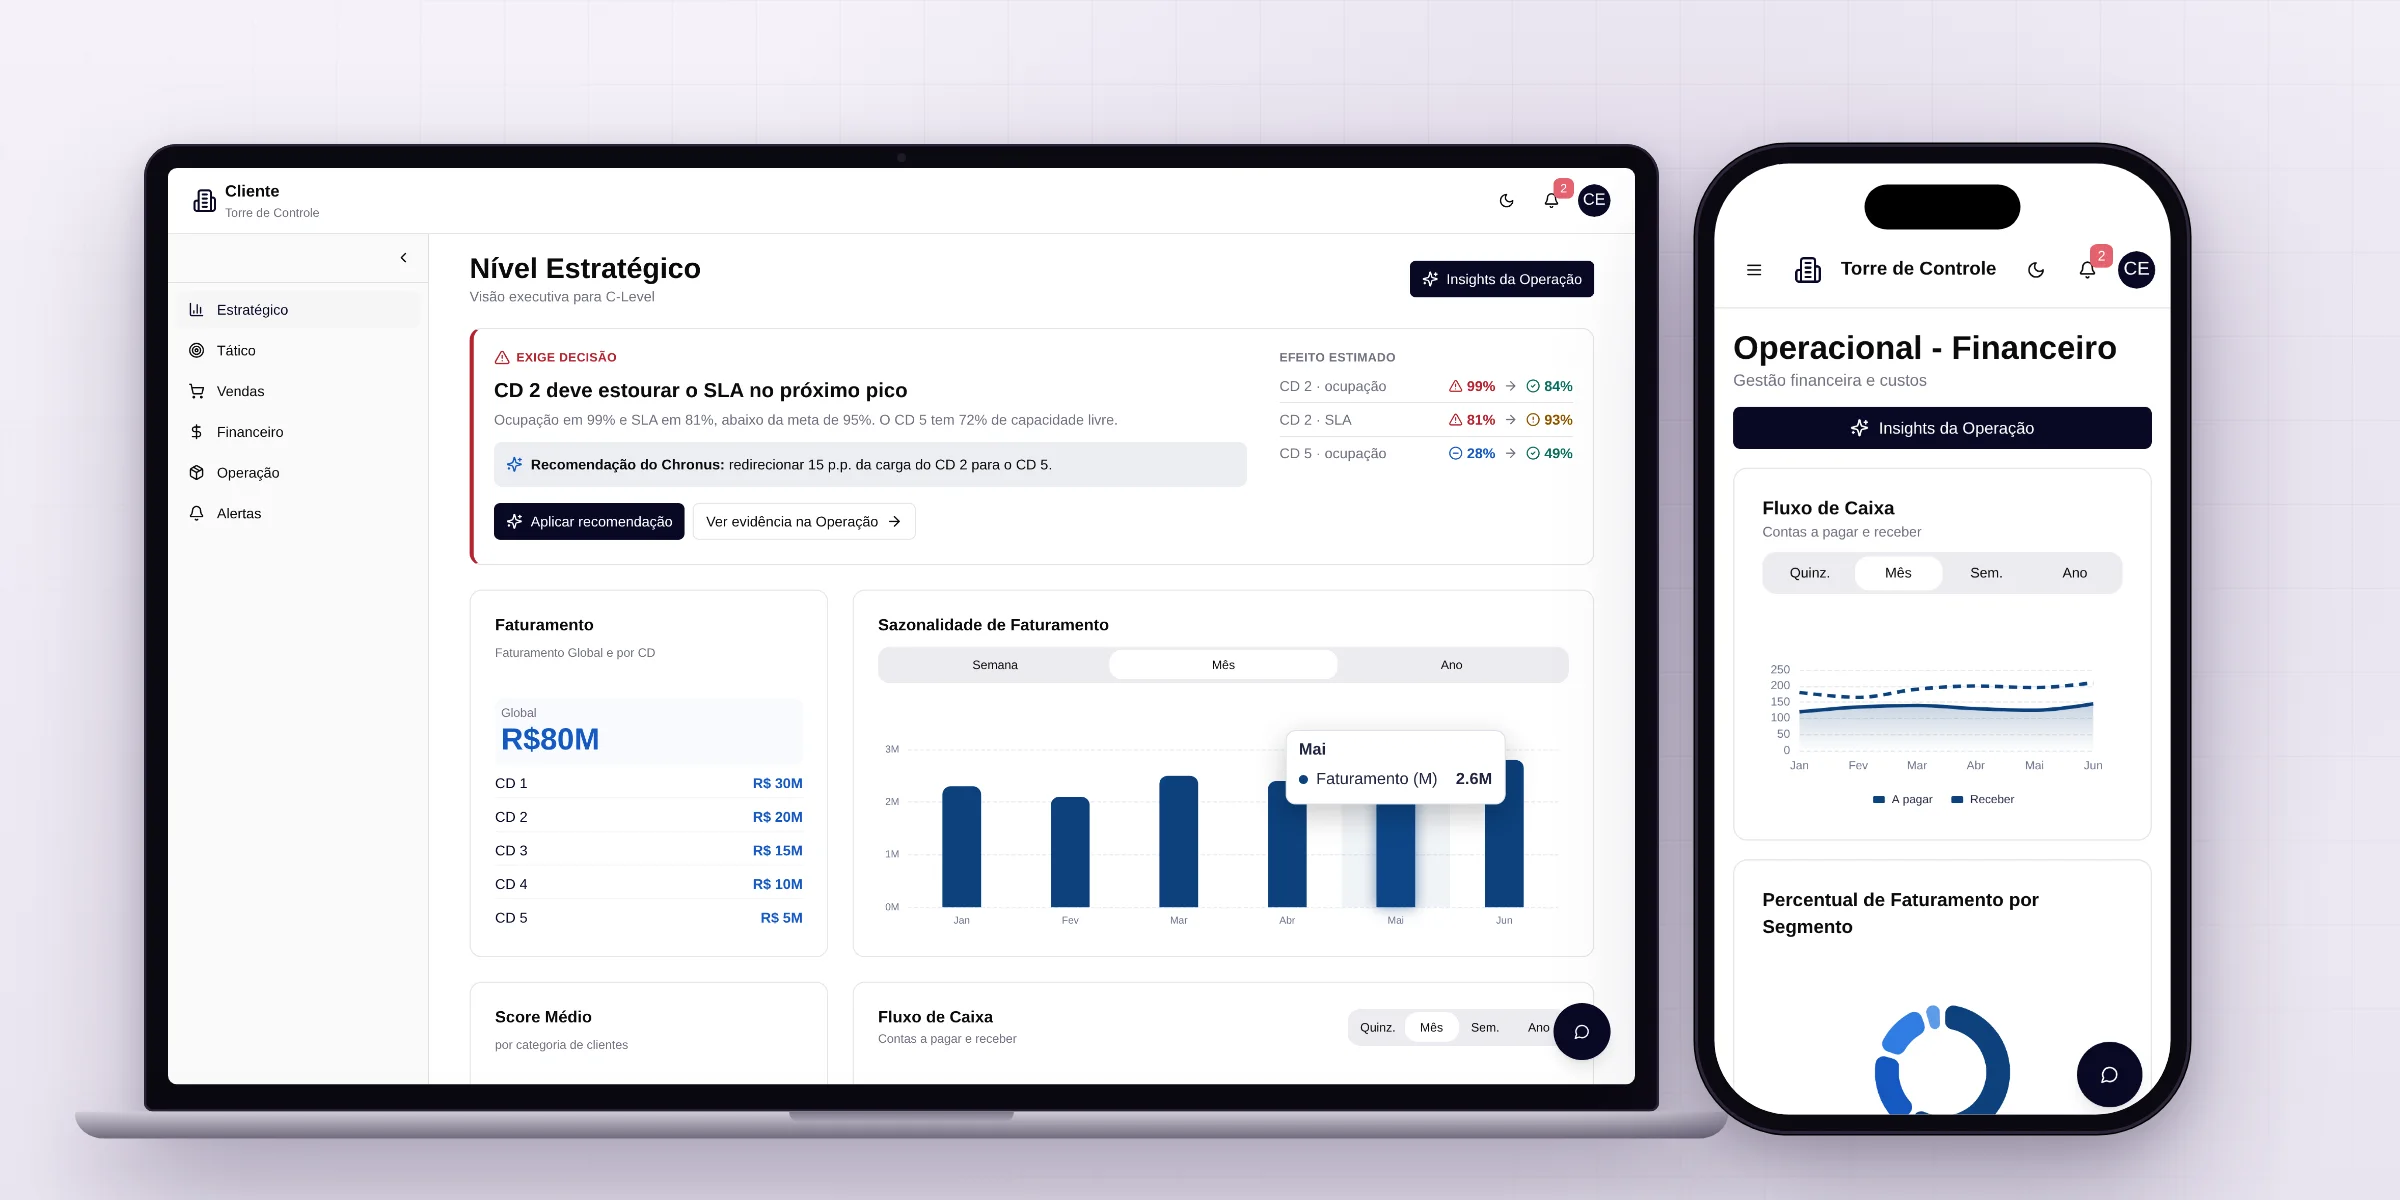 Cliente
Torre de Controle
2
CE
Estratégico
Tático
Vendas
Financeiro
Operação
Alertas
Nível Estratégico
Visão executiva para C-Level
Insights da Operação
EXIGE DECISÃO
CD 2 deve estourar o SLA no próximo pico
Ocupação em 99% e SLA em 81%, abaixo da meta de 95%. O CD 5 tem 72% de capacidade livre.
Recomendação do Chronus: redirecionar 15 p.p. da carga do CD 2 para o CD 5.
Aplicar recomendação
Ver evidência na Operação
EFEITO ESTIMADO
CD 2 · ocupação 99% → 84%
CD 2 · SLA 81% → 93%
CD 5 · ocupação 28% → 49%
Faturamento
Faturamento Global e por CD
Global
R$80M
CD 1 R$ 30M
CD 2 R$ 20M
CD 3 R$ 15M
CD 4 R$ 10M
CD 5 R$ 5M
Sazonalidade de Faturamento
Semana Mês Ano
3M
2M
1M
0M
Mai
Faturamento (M) 2.6M
Jan Fev Mar Abr Mai Jun
Score Médio
por categoria de clientes
Fluxo de Caixa
Contas a pagar e receber
Quinz. Mês Sem. Ano
Torre de Controle
2
CE
Operacional - Financeiro
Gestão financeira e custos
Insights da Operação
Fluxo de Caixa
Contas a pagar e receber
Quinz. Mês Sem. Ano
250
200
150
100
50
0
Jan Fev Mar Abr Mai Jun
A pagar Receber
Percentual de Faturamento por
Segmento